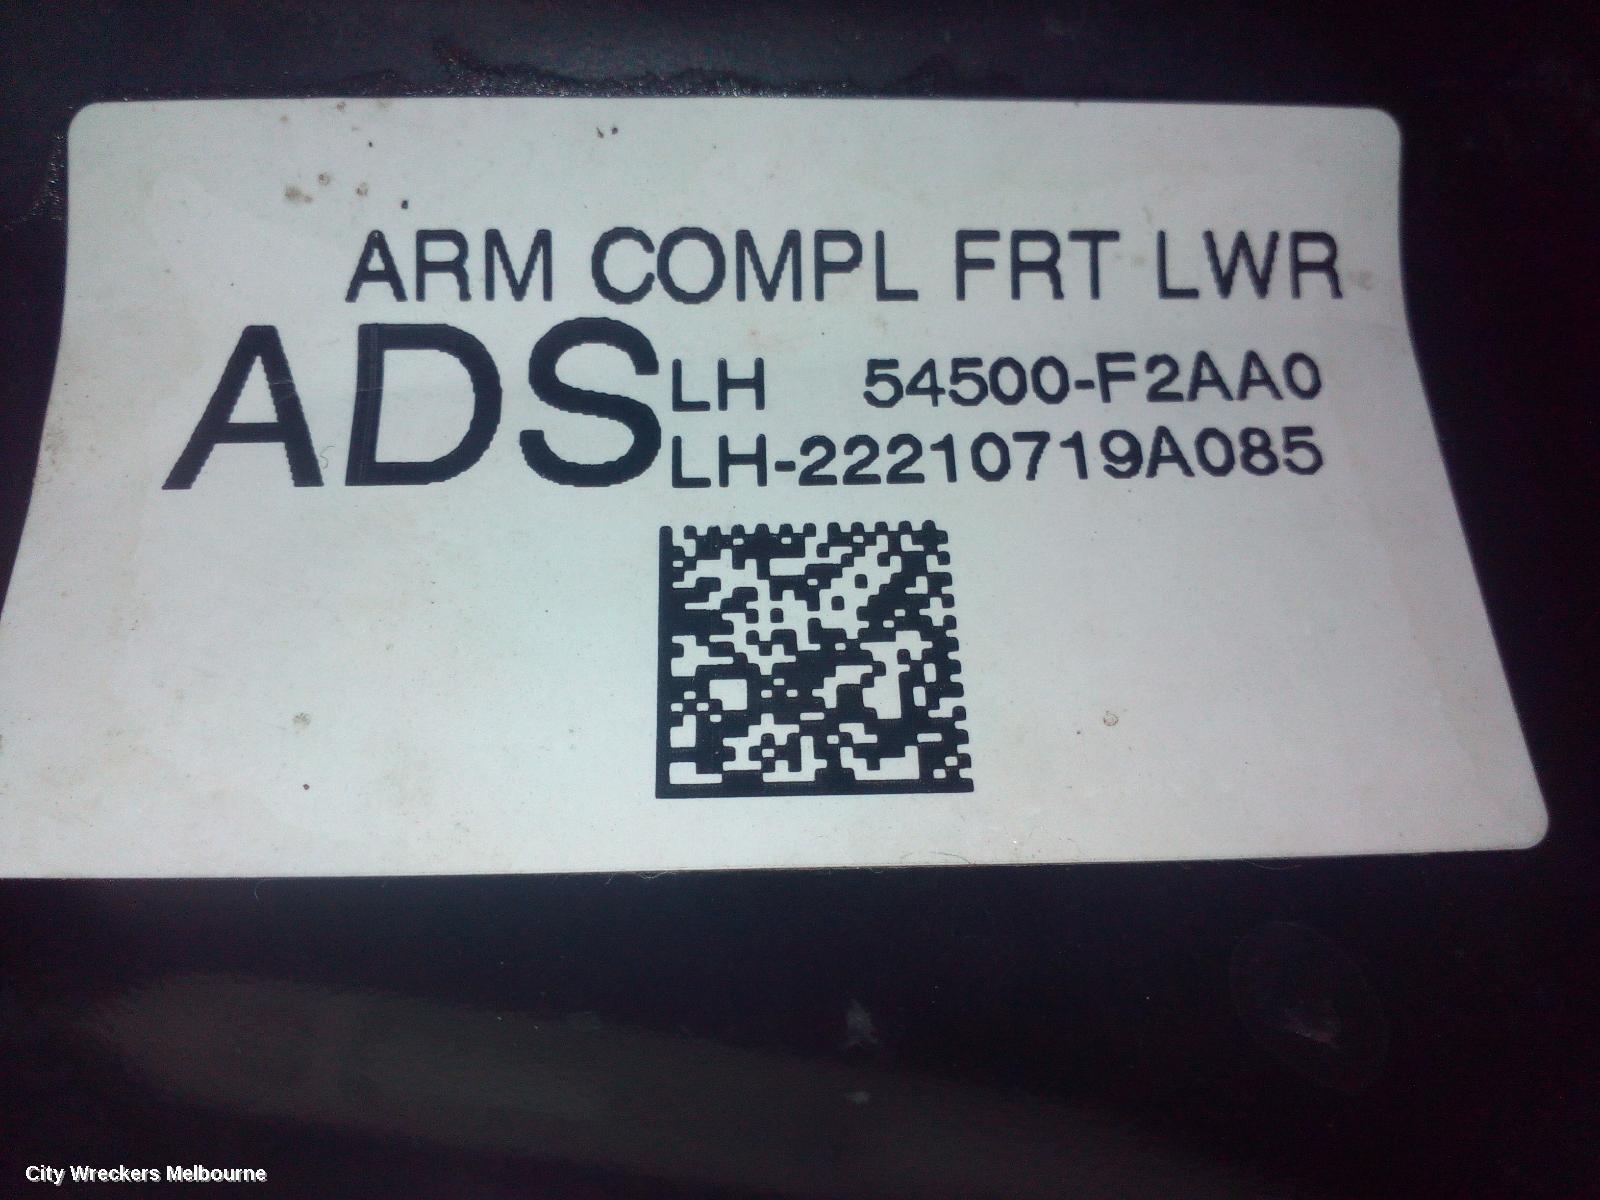 ARM COMPL FRT LWR
ADS LH 54500-F2AA0
LH-22210719A085
City Wreckers Melbourne